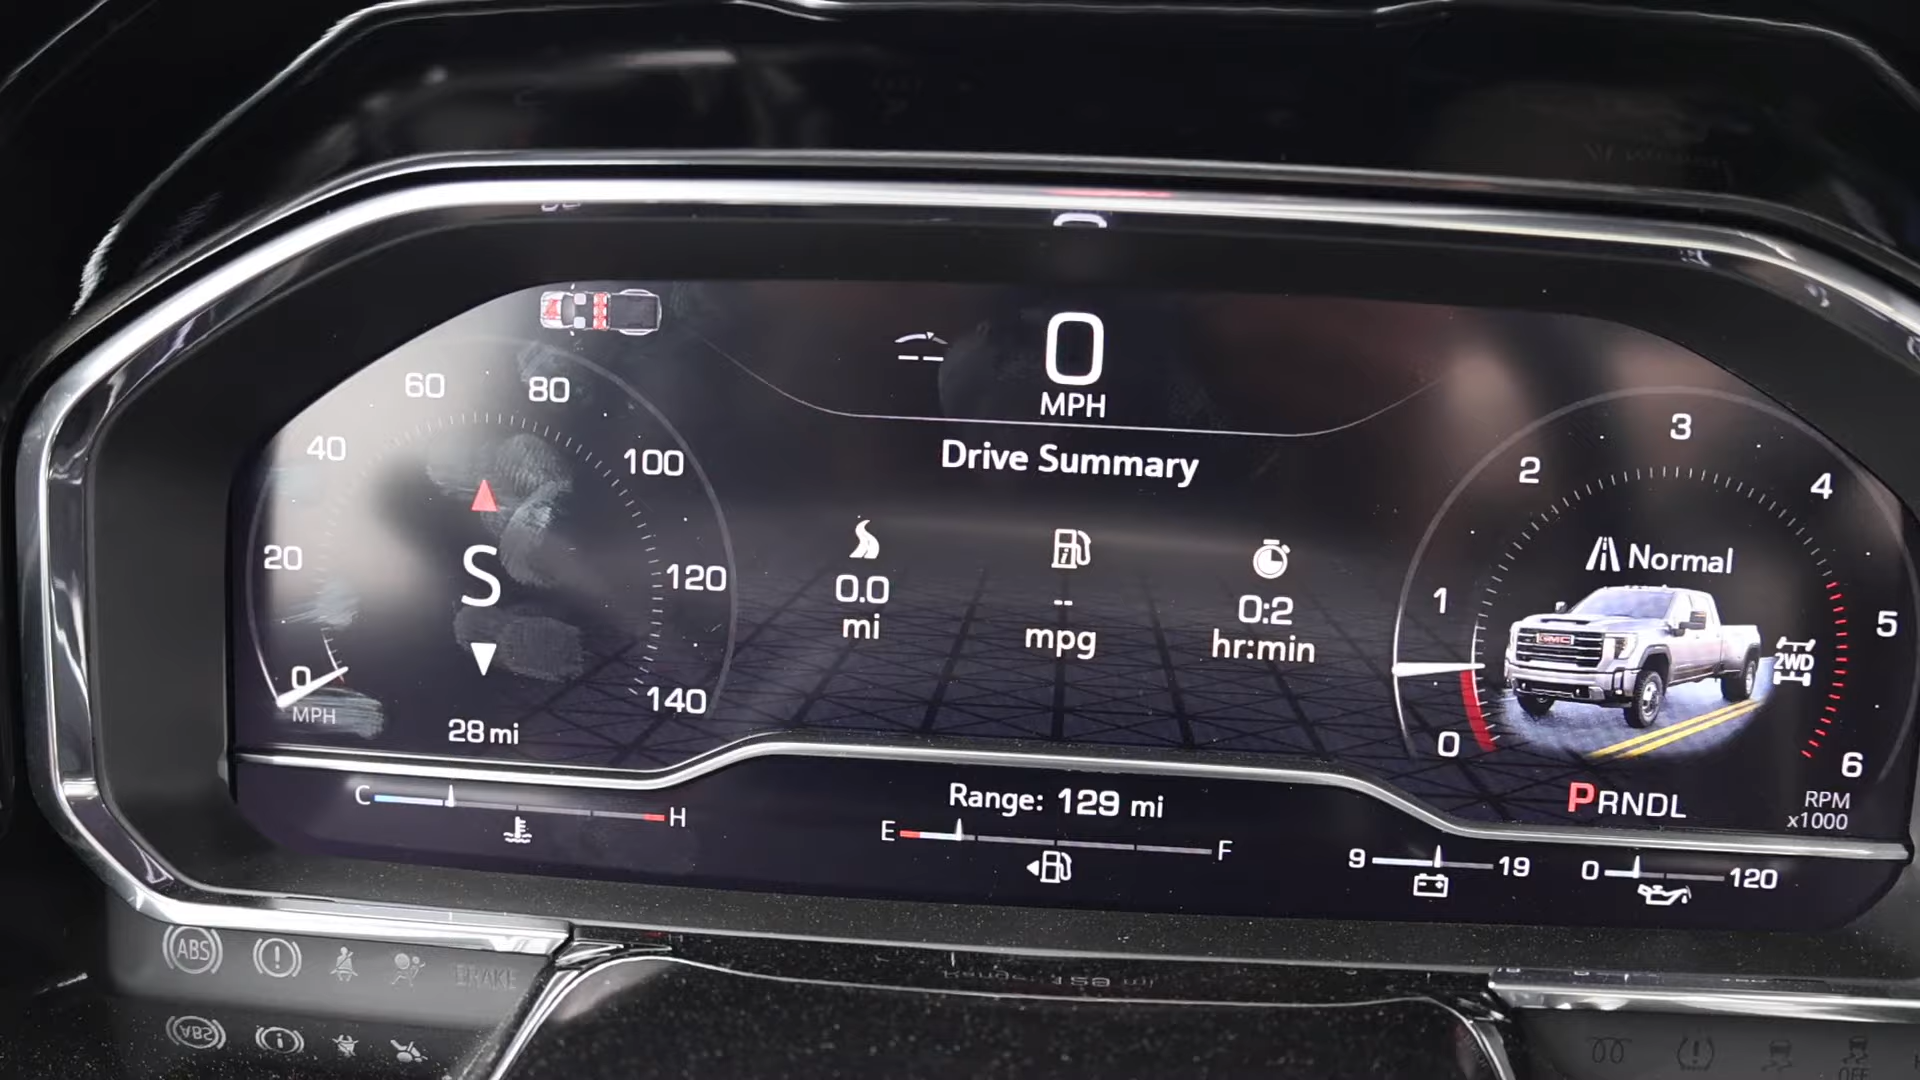 0
MPH
Drive Summary
0.0
mi
--
mpg
0:2
hr:min
0
20
40
60
80
100
120
140
MPH
S
28 mi
0
1
2
3
4
5
6
Normal
GMC
2WD
PRNDL
RPM
x1000
C
H
Range: 129 mi
E
F
9
19
0
120
ABS
BRAKE
OFF